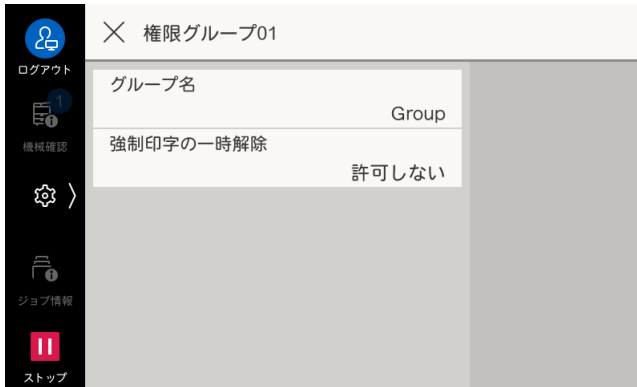 ログアウト
1
機械確認
ジョブ情報
ストップ
権限グループ01
グループ名
Group
強制印字の一時解除
許可しない